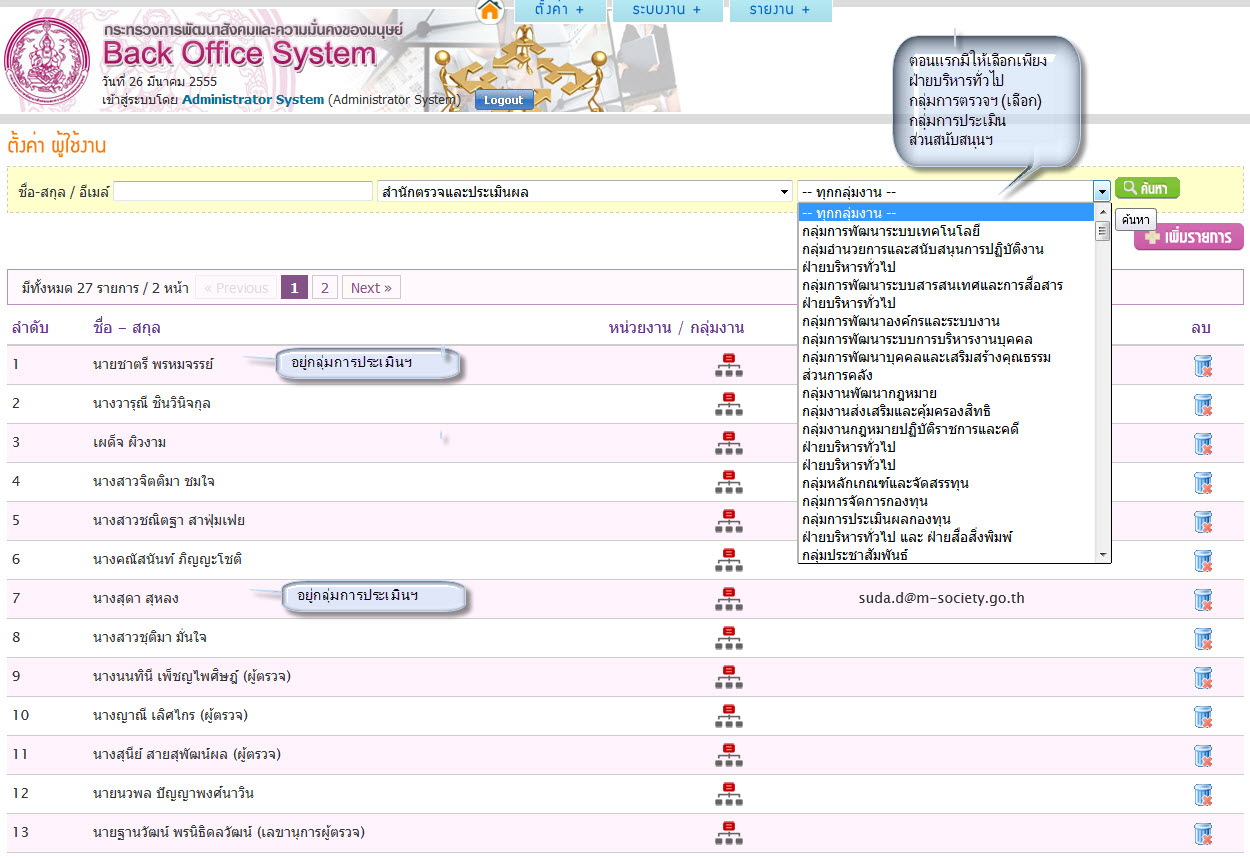 ตั้งค่า +
ระบบงาน +
รายงาน +
กระทรวงการพัฒนาสังคมและความมั่นคงของมนุษย์
Back Office System
วันที่ 26 มีนาคม 2555
เข้าสู่ระบบโดย Administrator System (Administrator System)
Logout
ตอนแรกมีให้เลือกเพียง
ฝ่ายบริหารทั่วไป
กลุ่มการตรวจฯ (เลือก)
กลุ่มการประเมิน
ส่วนสนับสนุนฯ
ตั้งค่า ผู้ใช้งาน
ชื่อ-สกุล / อีเมล์
สำนักตรวจและประเมินผล
-- ทุกกลุ่มงาน --
ค้นหา
-- ทุกกลุ่มงาน --
กลุ่มการพัฒนาระบบเทคโนโลยี
กลุ่มอำนวยการและสนับสนุนการปฏิบัติงาน
ฝ่ายบริหารทั่วไป
กลุ่มการพัฒนาระบบสารสนเทศและการสื่อสาร
ฝ่ายบริหารทั่วไป
กลุ่มการพัฒนาองค์กรและระบบงาน
กลุ่มการพัฒนาระบบการบริหารงานบุคคล
กลุ่มการพัฒนาบุคคลและเสริมสร้างคุณธรรม
ส่วนการคลัง
กลุ่มงานพัฒนากฎหมาย
กลุ่มงานส่งเสริมและคุ้มครองสิทธิ
กลุ่มงานกฎหมายปฏิบัติราชการและคดี
ฝ่ายบริหารทั่วไป
ฝ่ายบริหารทั่วไป
กลุ่มหลักเกณฑ์และจัดสรรทุน
กลุ่มการจัดการกองทุน
กลุ่มการประเมินผลกองทุน
ฝ่ายบริหารทั่วไป และ ฝ่ายสื่อสิ่งพิมพ์
กลุ่มประชาสัมพันธ์
ค้นหา
เพิ่มรายการ
มีทั้งหมด 27 รายการ / 2 หน้า « Previous 1 2 Next »
ลำดับ ชื่อ – สกุล หน่วยงาน / กลุ่มงาน ลบ
1 นายชาตรี พรหมจรรย์ อยู่กลุ่มการประเมินฯ
2 นางวารุณี ชินวินิจกุล
3 เผด็จ ผิวงาม
4 นางสาวจิตติมา ชมใจ
5 นางสาวชณิตฐา สาฟุ่มเฟย
6 นางคณัสนันท์ ภิญญะโชติ
7 นางสุดา สุหลง อยู่กลุ่มการประเมินฯ suda.d@m-society.go.th
8 นางสาวชุติมา มั่นใจ
9 นางนนทินี เพ็ชญไพศิษฎ์ (ผู้ตรวจ)
10 นางญาณี เลิศไกร (ผู้ตรวจ)
11 นางสุนีย์ สายสุพัฒน์ผล (ผู้ตรวจ)
12 นายนวพล ปัญญาพงศ์นาวิน
13 นายฐานวัฒน์ พรนิธิดลวัฒน์ (เลขานุการผู้ตรวจ)